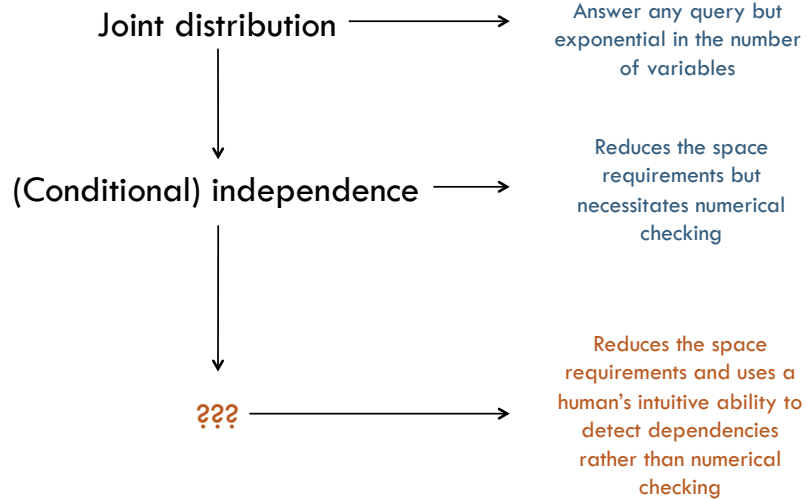 Joint distribution
Answer any query but
exponential in the number
of variables
(Conditional) independence
Reduces the space
requirements but
necessitates numerical
checking
???
Reduces the space
requirements and uses a
human's intuitive ability to
detect dependencies
rather than numerical
checking